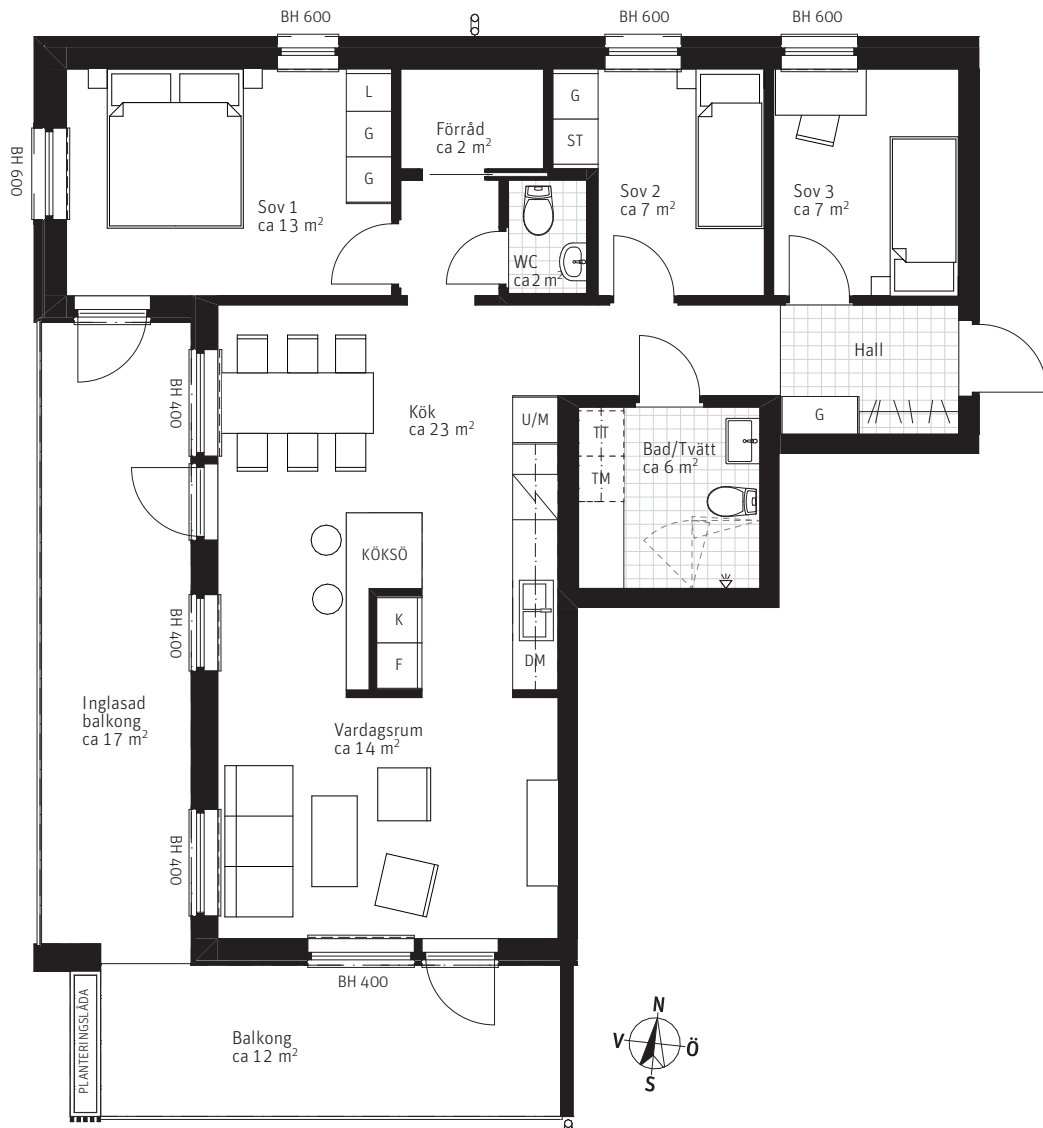 BH 600
BH 600
BH 600
BH 600
L
G
G
Förråd
ca 2 m²
G
ST
Sov 1
ca 13 m²
Sov 2
ca 7 m²
Sov 3
ca 7 m²
WC
ca 2 m²
Hall
G
BH 400
Kök
ca 23 m²
U/M
TT
TM
Bad/Tvätt
ca 6 m²
KÖKSÖ
K
F
DM
BH 400
Inglasad
balkong
ca 17 m²
Vardagsrum
ca 14 m²
BH 400
BH 400
PLANTERINGSLÅDA
Balkong
ca 12 m²
N
V
Ö
S